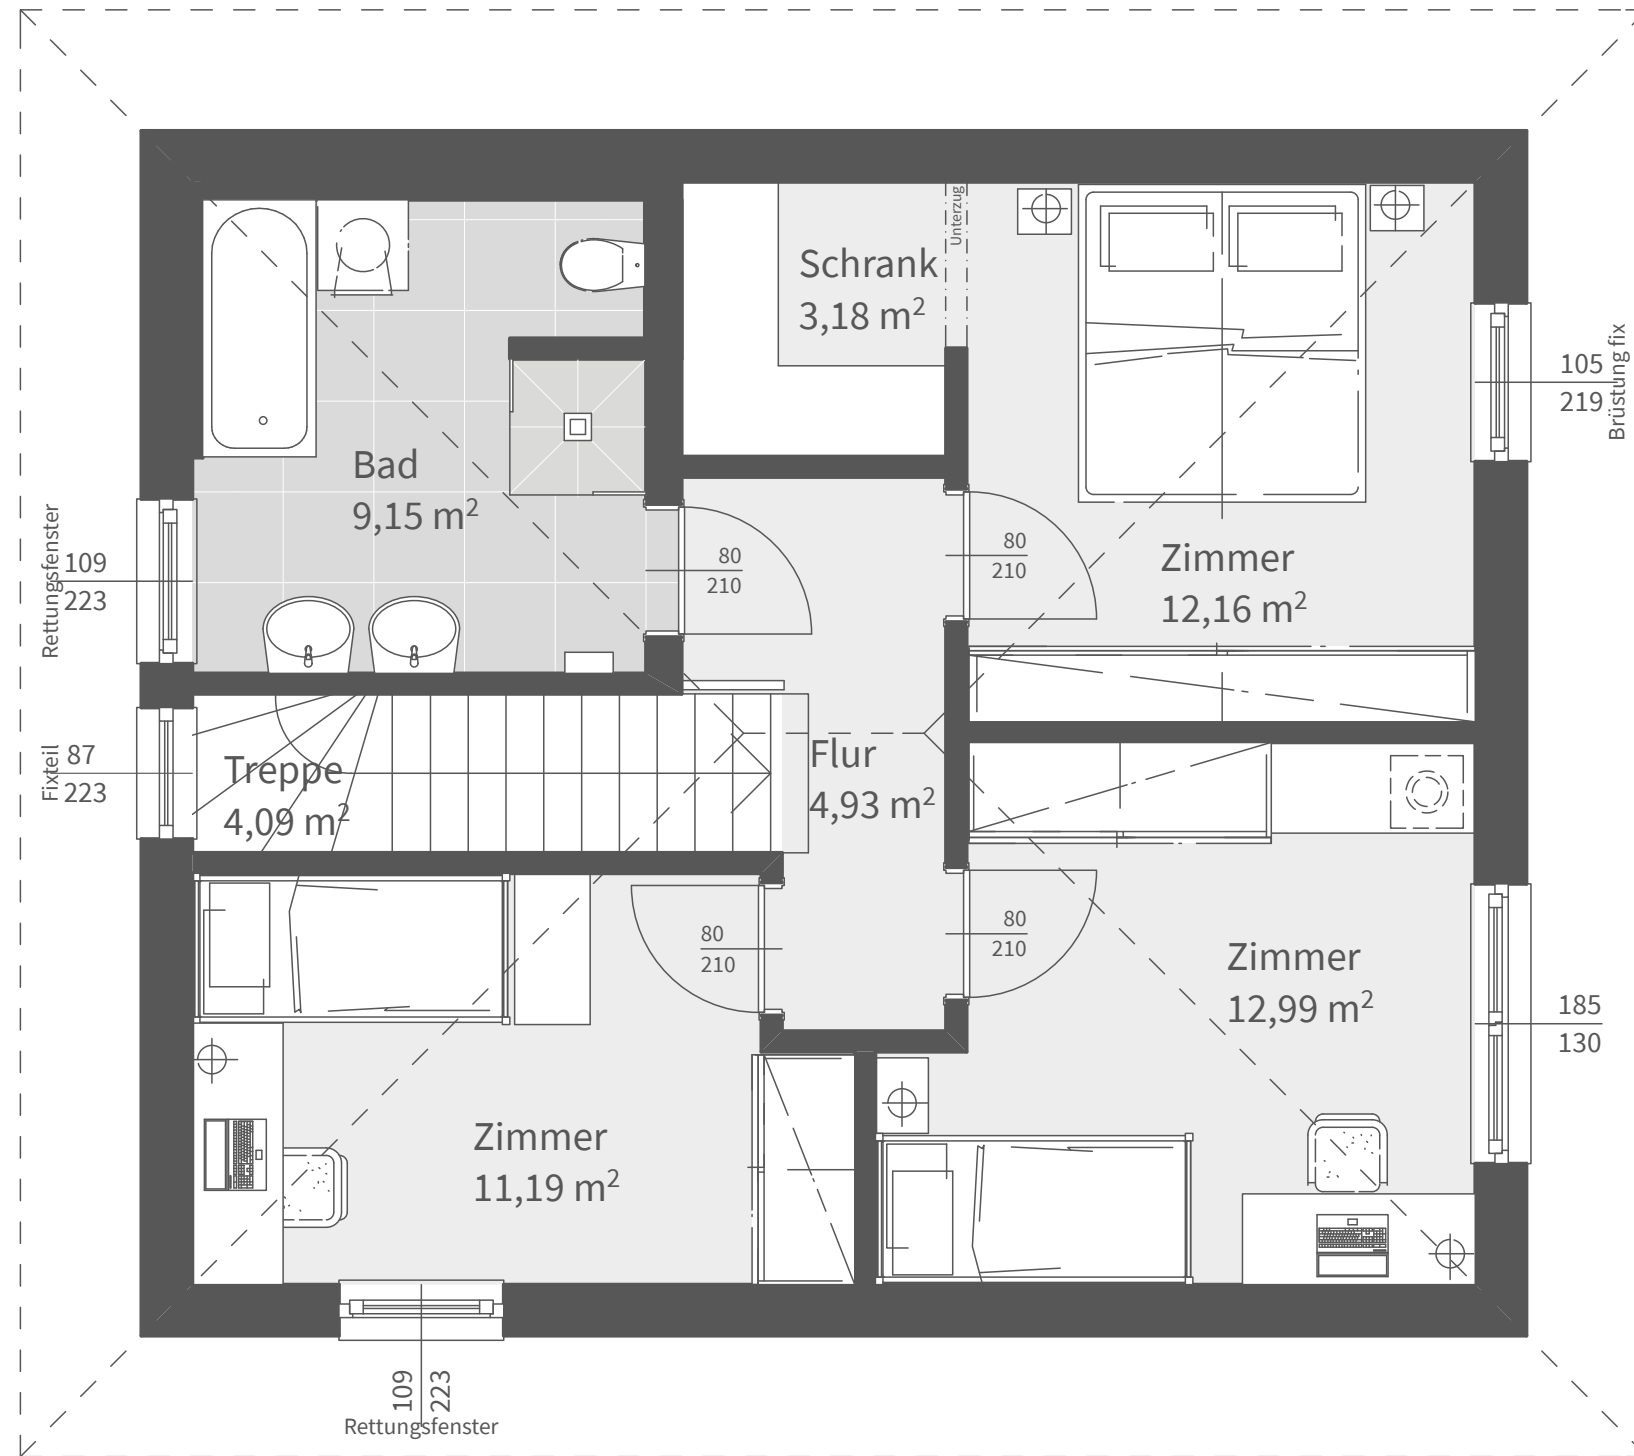 Unterzug
Schrank
3,18 m²
105
219
Brüstung fix
Bad
9,15 m²
Rettungsfenster
109
223
80
210
80
210
Zimmer
12,16 m²
Fixteil
87
223
Treppe
4,09 m²
Flur
4,93 m²
80
210
80
210
Zimmer
12,99 m²
185
130
Zimmer
11,19 m²
109
223
Rettungsfenster